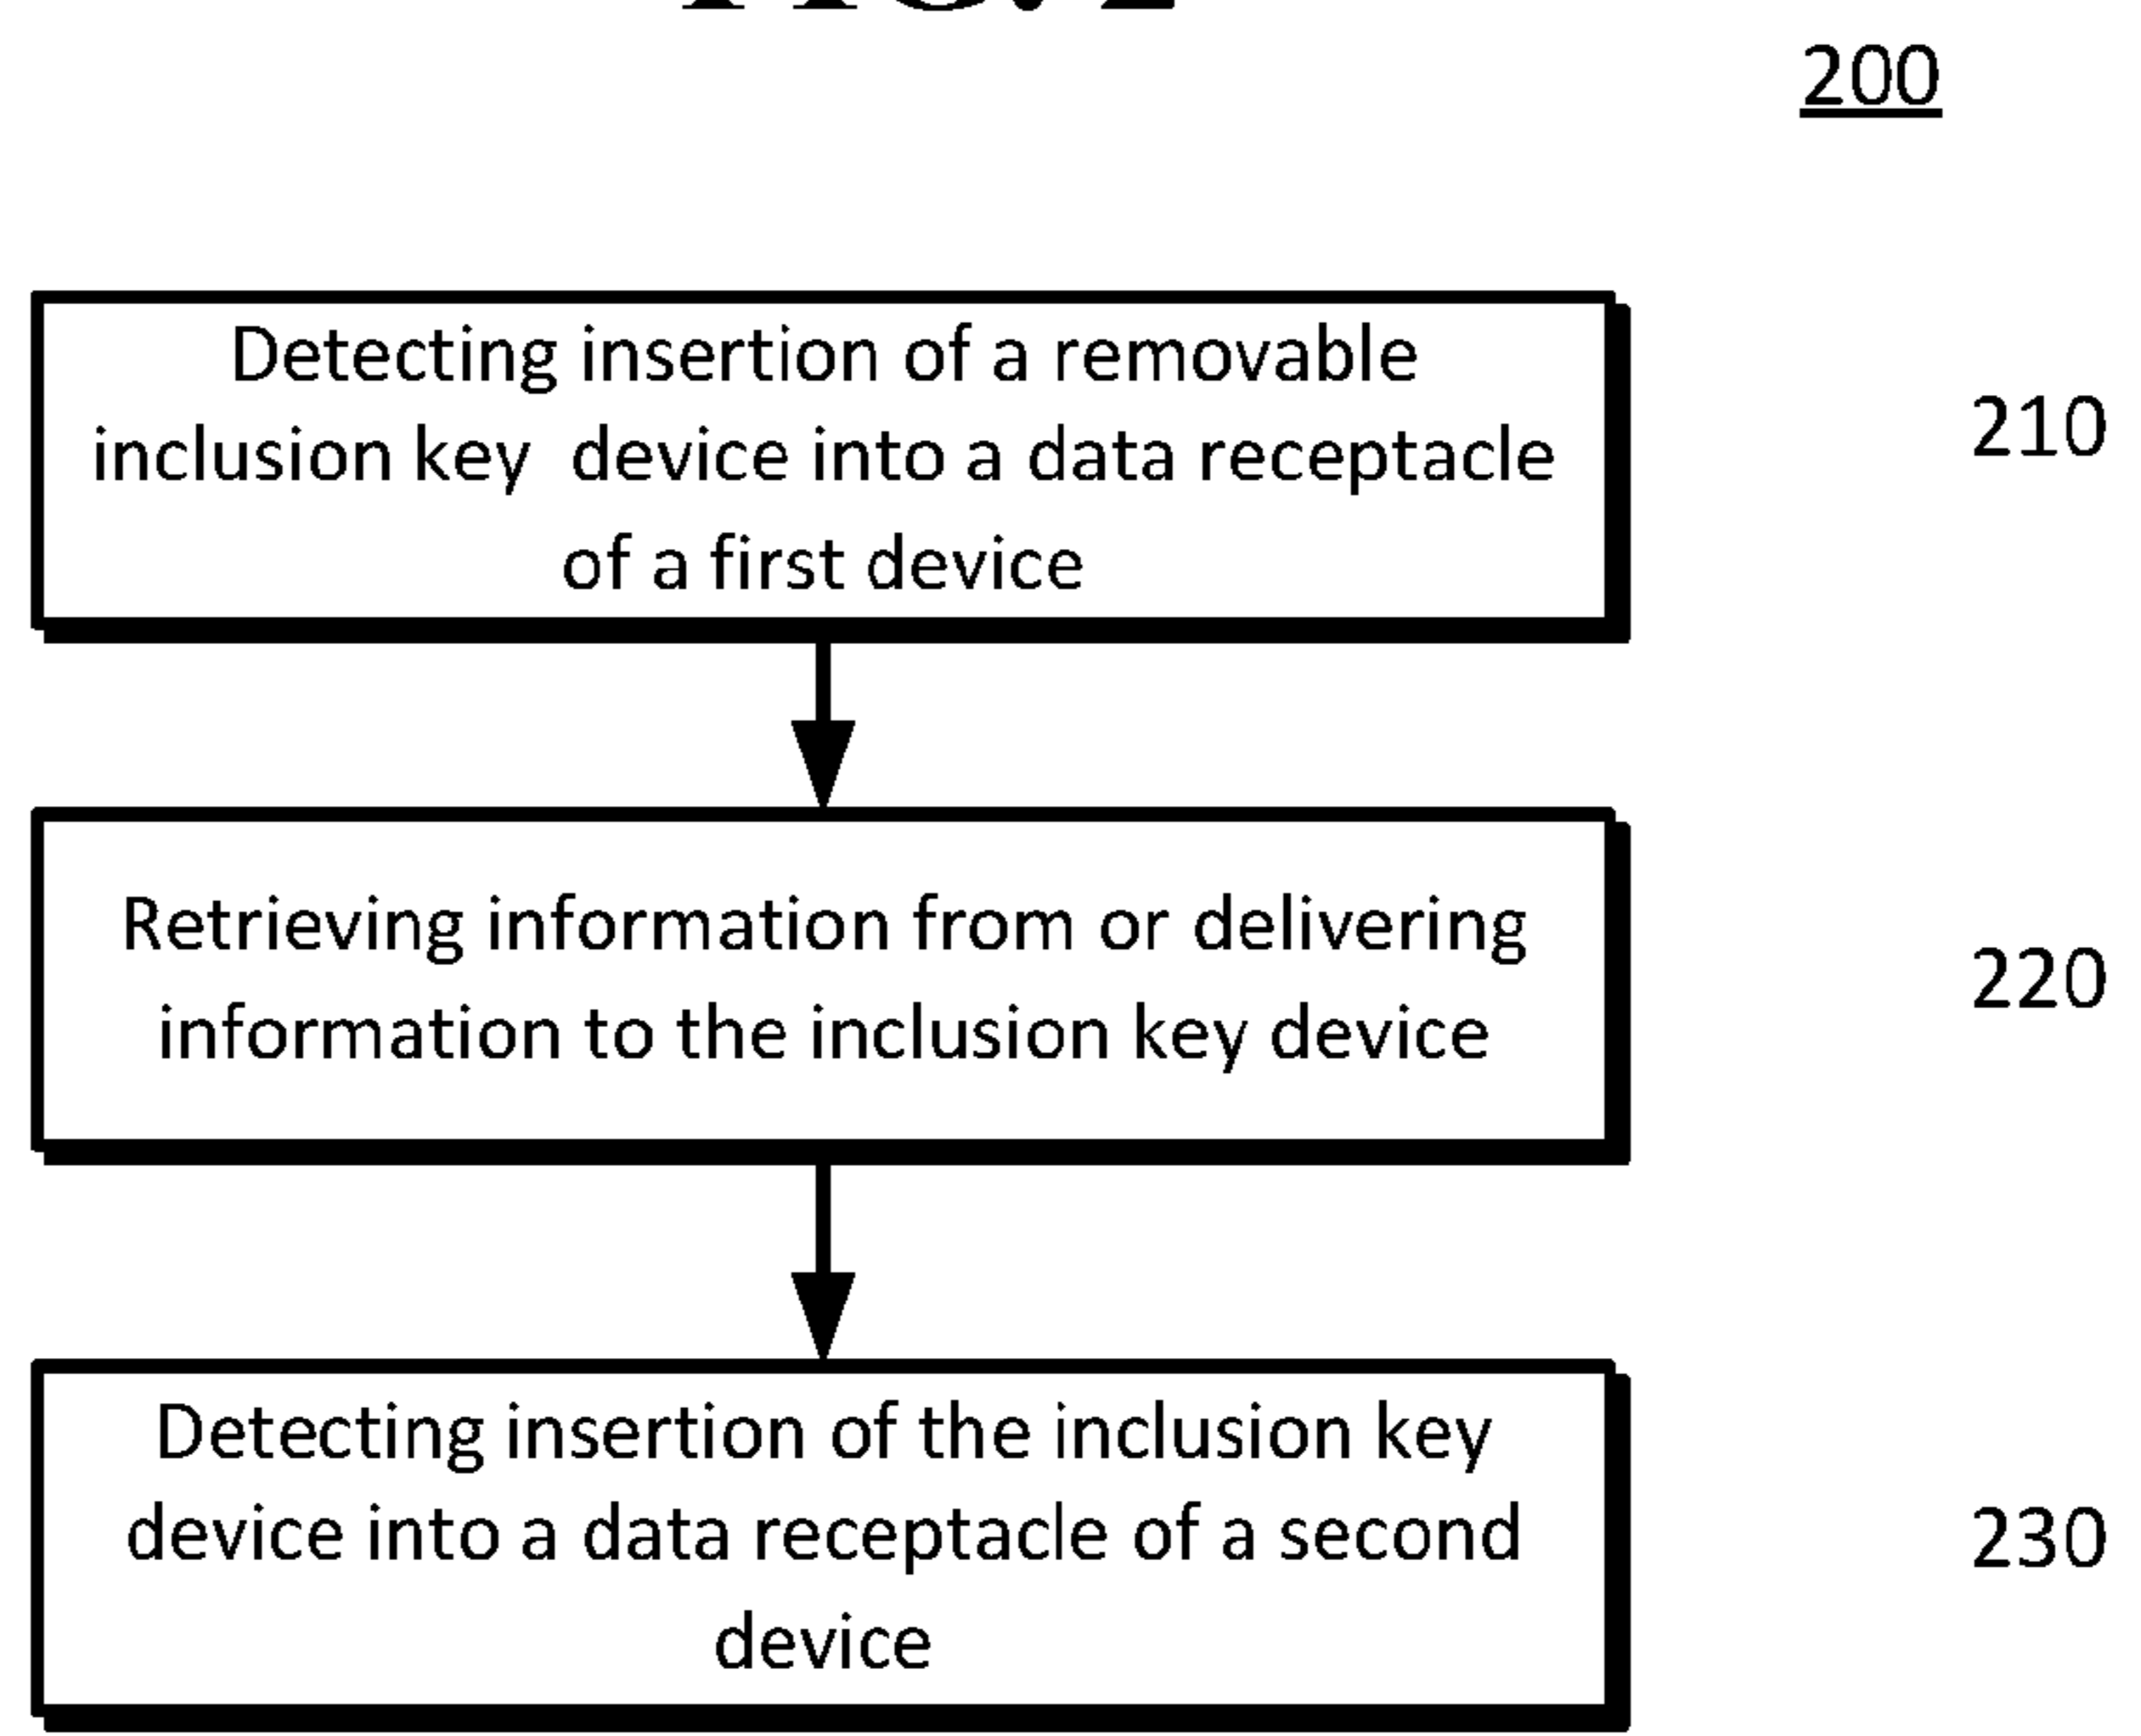 200
Detecting insertion of a removable
inclusion key device into a data receptacle
of a first device
210
Retrieving information from or delivering
information to the inclusion key device
220
Detecting insertion of the inclusion key
device into a data receptacle of a second
device
230